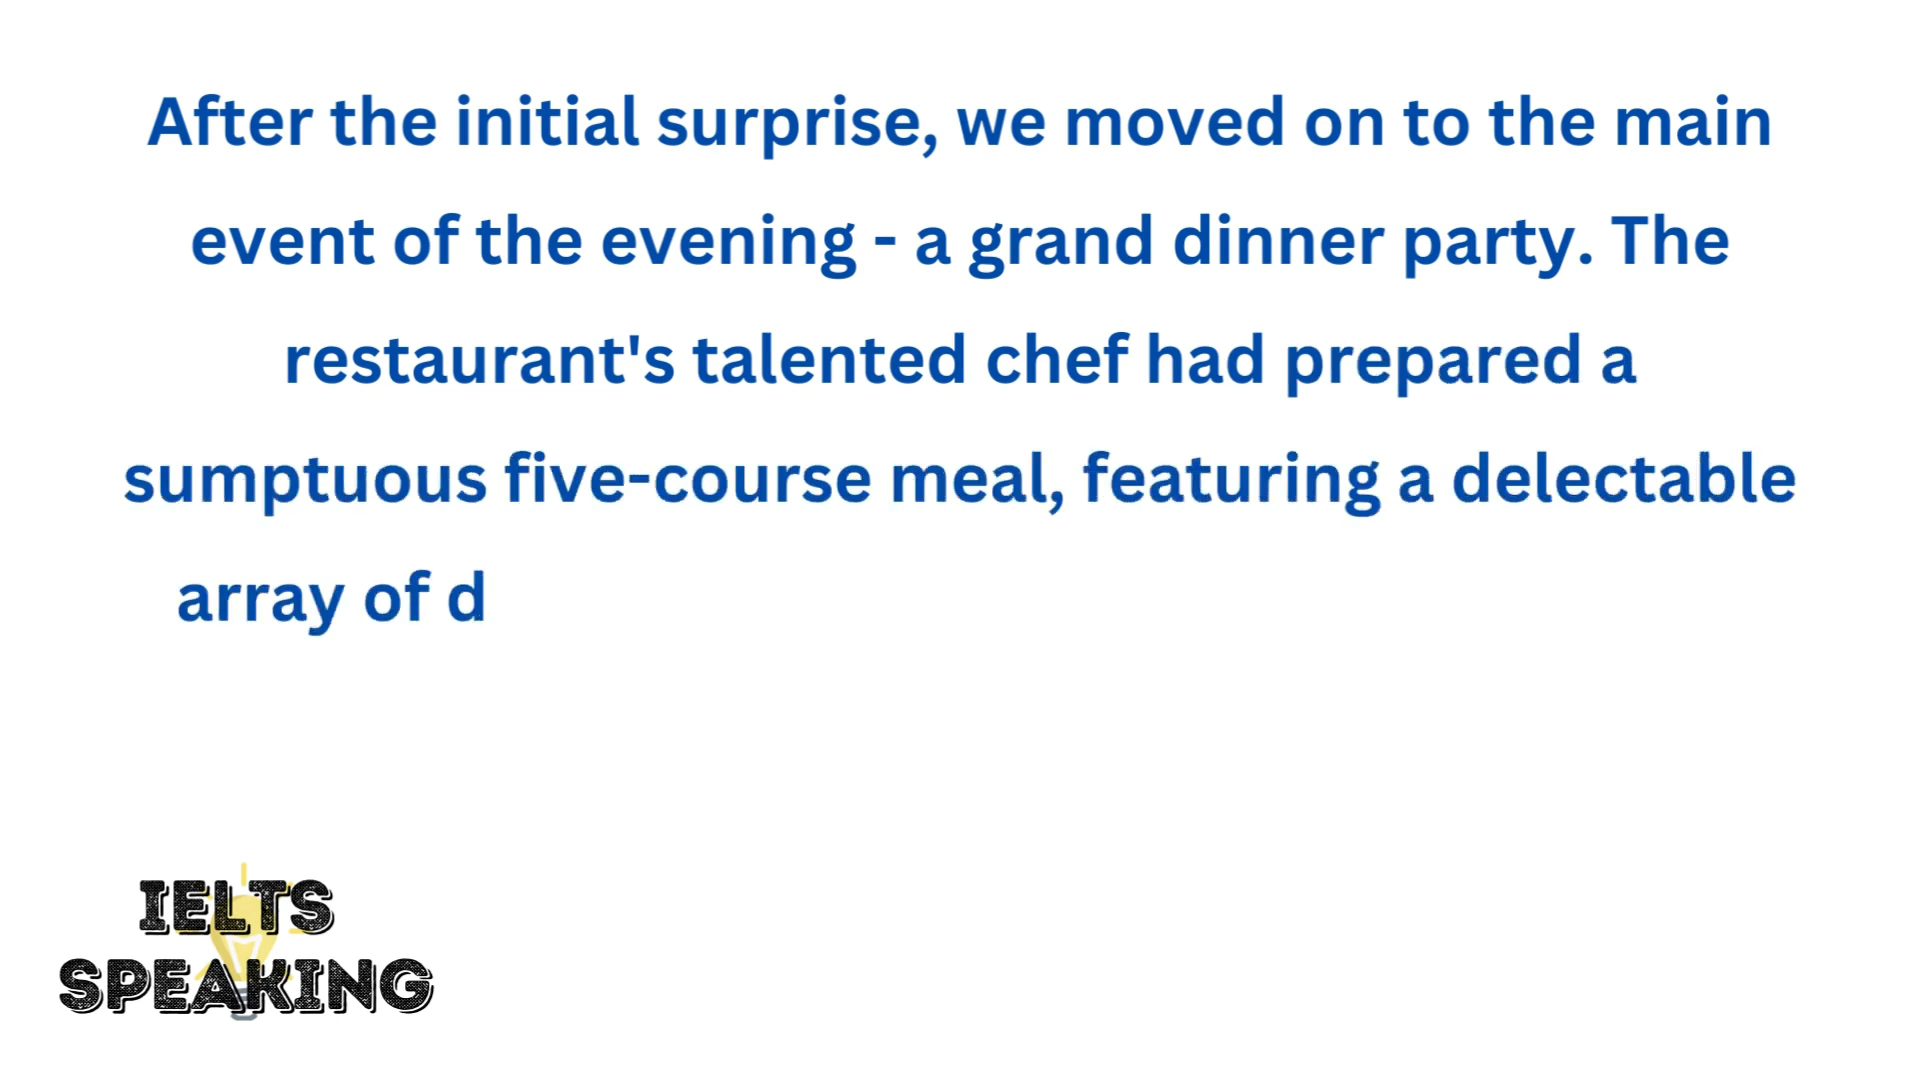 After the initial surprise, we moved on to the main
event of the evening - a grand dinner party. The
restaurant's talented chef had prepared a
sumptuous five-course meal, featuring a delectable
array of d
IELTS
SPEAKING